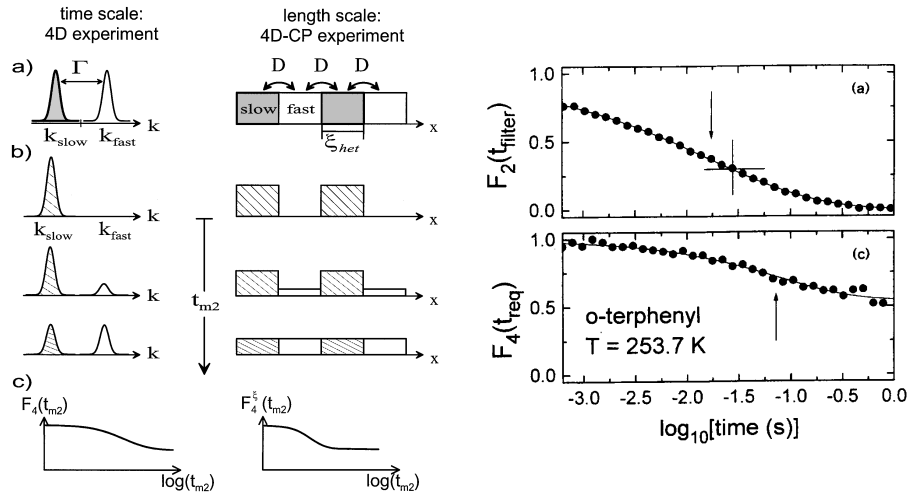 time scale:
4D experiment
length scale:
4D-CP experiment
a)
Γ
k_slow
k_fast
k
D D D
slow fast
ξ_het
x
b)
k_slow k_fast k
x
t_m2
k
x
k
x
c)
F_4(t_m2)
log(t_m2)
F_4^ξ(t_m2)
log(t_m2)
1.0
0.5
0.0
F_2(t_filter)
(a)
1.0
0.5
0.0
F_4(t_req)
(c)
o-terphenyl
T = 253.7 K
-3.0 -2.5 -2.0 -1.5 -1.0 -0.5 0.0
log_10[time (s)]